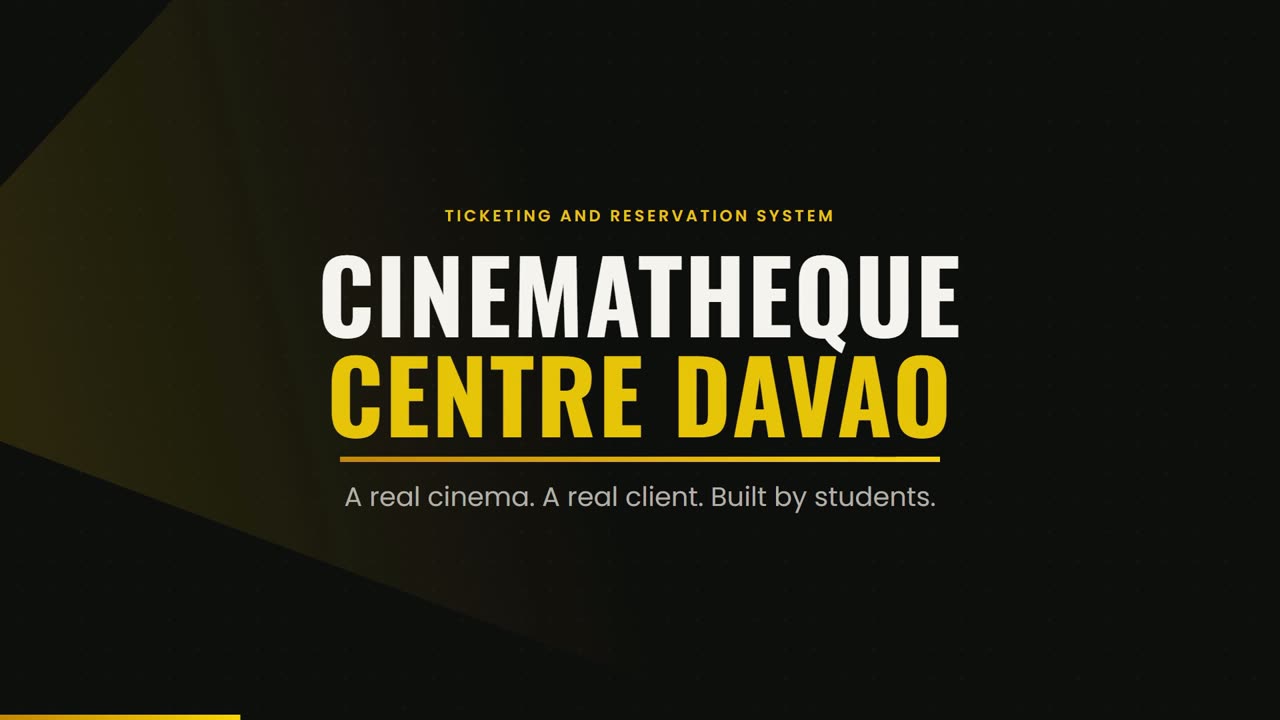 TICKETING AND RESERVATION SYSTEM
CINEMATHEQUE
CENTRE DAVAO
A real cinema. A real client. Built by students.